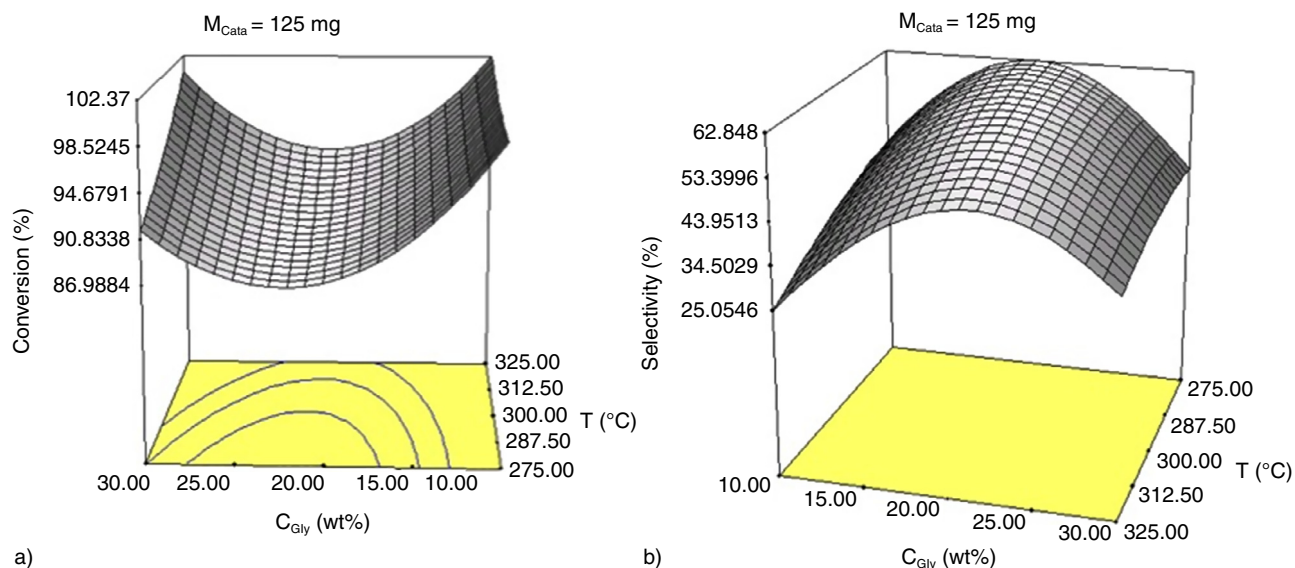 M_Cata = 125 mg
102.37
98.5245
94.6791
90.8338
86.9884
Conversion (%)
325.00
312.50
300.00
287.50
275.00
T (°C)
30.00 25.00 20.00 15.00 10.00
C_Gly (wt%)
a)
M_Cata = 125 mg
62.848
53.3996
43.9513
34.5029
25.0546
Selectivity (%)
275.00
287.50
300.00
312.50
325.00
T (°C)
10.00 15.00 20.00 25.00 30.00
C_Gly (wt%)
b)